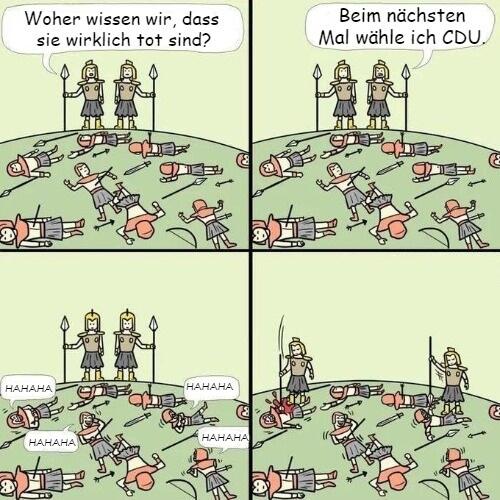 Woher wissen wir, dass
sie wirklich tot sind?
Beim nächsten
Mal wähle ich CDU.
HAHAHA
HAHAHA
HAHAHA
HAHAHA